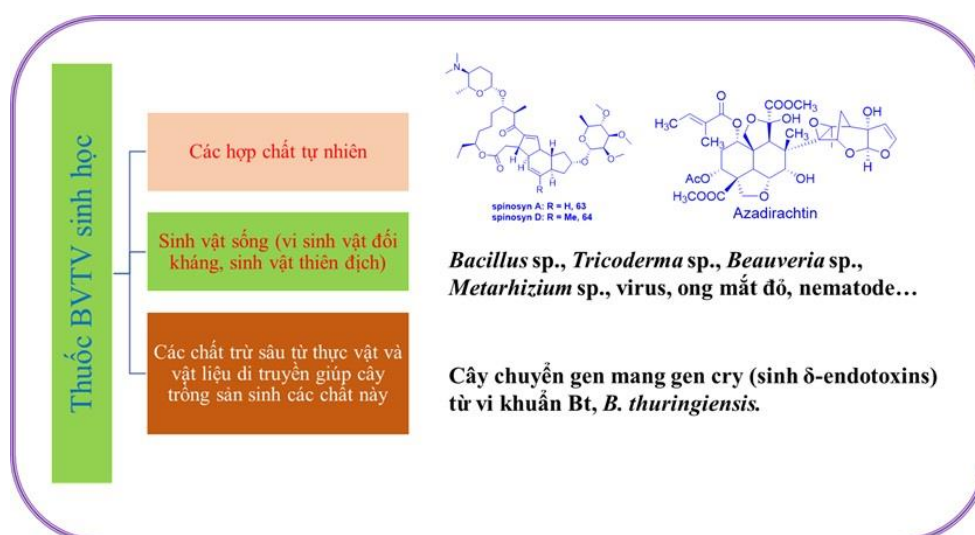 Thuốc BVTV sinh học
Các hợp chất tự nhiên
Sinh vật sống (vi sinh vật đối
kháng, sinh vật thiên địch)
Các chất trừ sâu từ thực vật và
vật liệu di truyền giúp cây
trồng sản sinh các chất này
N
O
O
O
O
O
O
O
O
O
O
H
H
H
H
R
spinosyn A: R = H, 63
spinosyn D: R = Me, 64
O
COOCH₃
OH
OH
H₃C
O
O
CH₃
CH₃
O
O
O
O
H
AcO
H₃COOC
O
OH
Azadirachtin
Bacillus sp., Tricoderma sp., Beauveria sp.,
Metarhizium sp., virus, ong mắt đỏ, nematode…
Cây chuyển gen mang gen cry (sinh δ-endotoxins)
từ vi khuẩn Bt, B. thuringiensis.